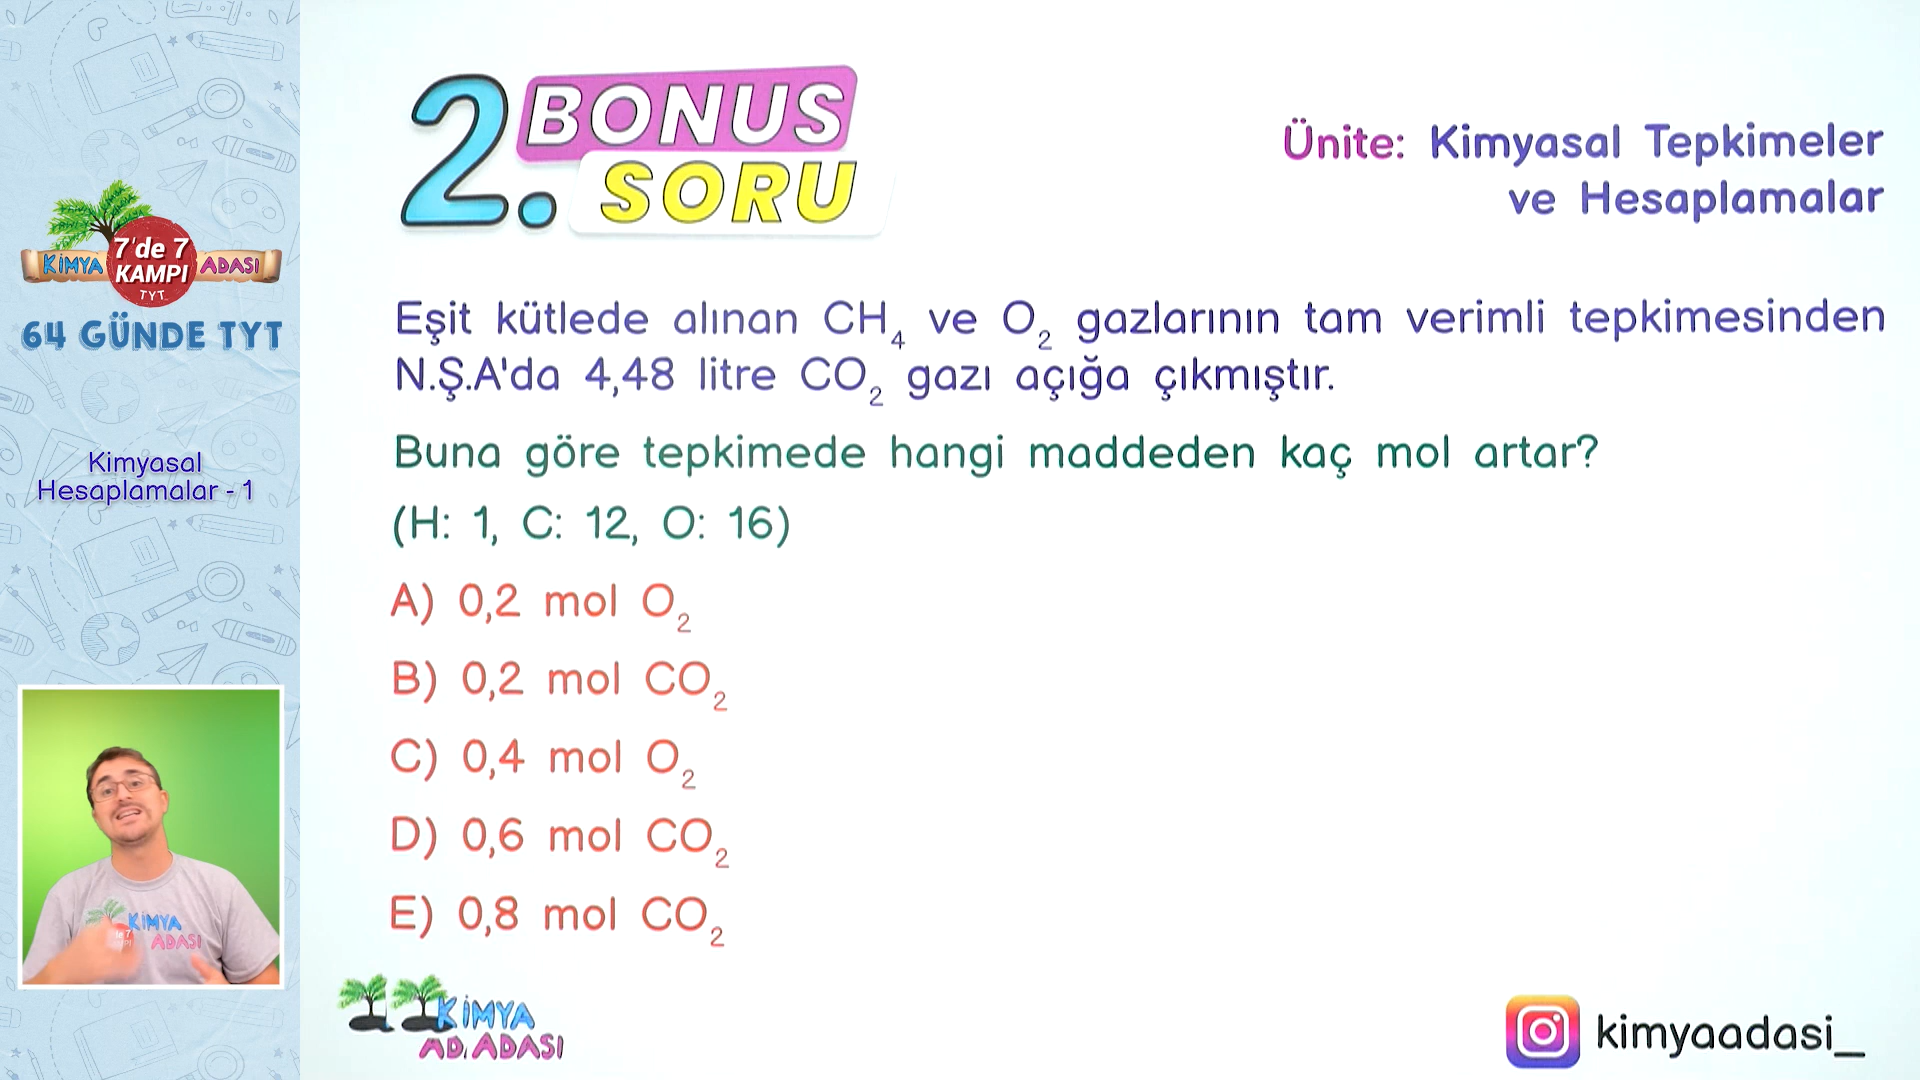 2. BONUS
SORU
Ünite: Kimyasal Tepkimeler
ve Hesaplamalar
7'de 7
KİMYA KAMPI ADASI
TYT
64 GÜNDE TYT
Kimyasal
Hesaplamalar - 1
Eşit kütlede alınan CH₄ ve O₂ gazlarının tam verimli tepkimesinden
N.Ş.A'da 4,48 litre CO₂ gazı açığa çıkmıştır.
Buna göre tepkimede hangi maddeden kaç mol artar?
(H: 1, C: 12, O: 16)
A) 0,2 mol O₂
B) 0,2 mol CO₂
C) 0,4 mol O₂
D) 0,6 mol CO₂
E) 0,8 mol CO₂
KİMYA
ADASI
KİMYA
ADASI
kimyaadasi_